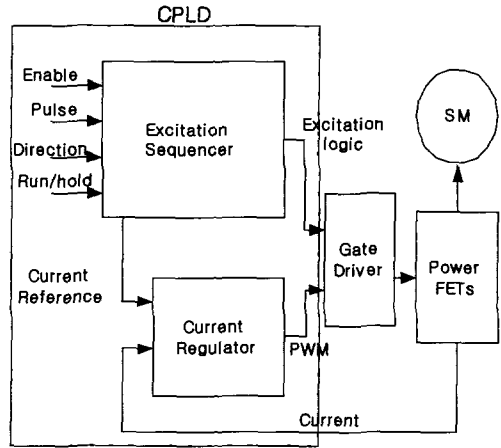 CPLD
Enable
Pulse
Direction
Run/hold
Excitation
Sequencer
Excitation
logic
SM
Gate
Driver
Power
FETs
Current
Reference
Current
Regulator
PWM
Current